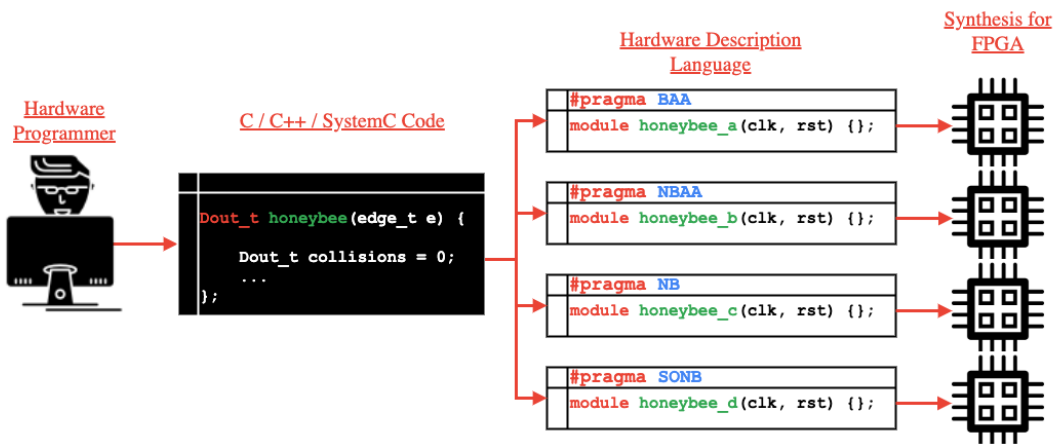 Hardware
Programmer
C / C++ / SystemC Code
Dout_t honeybee(edge_t e) {
Dout_t collisions = 0;
...
};
Hardware Description
Language
#pragma BAA
module honeybee_a(clk, rst) {};
#pragma NBAA
module honeybee_b(clk, rst) {};
#pragma NB
module honeybee_c(clk, rst) {};
#pragma SONB
module honeybee_d(clk, rst) {};
Synthesis for
FPGA